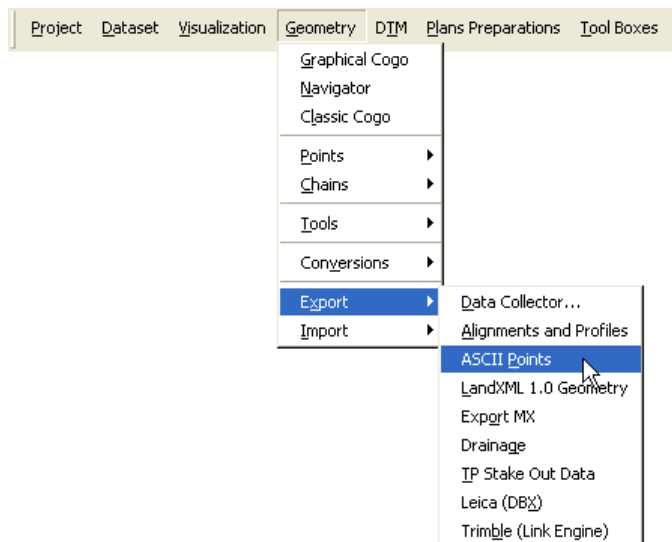 Project Dataset Visualization Geometry DTM Plans Preparations Tool Boxes
Graphical Cogo
Navigator
Classic Cogo
Points
Chains
Tools
Conversions
Export
Import
Data Collector...
Alignments and Profiles
ASCII Points
LandXML 1.0 Geometry
Export MX
Drainage
TP Stake Out Data
Leica (DBX)
Trimble (Link Engine)